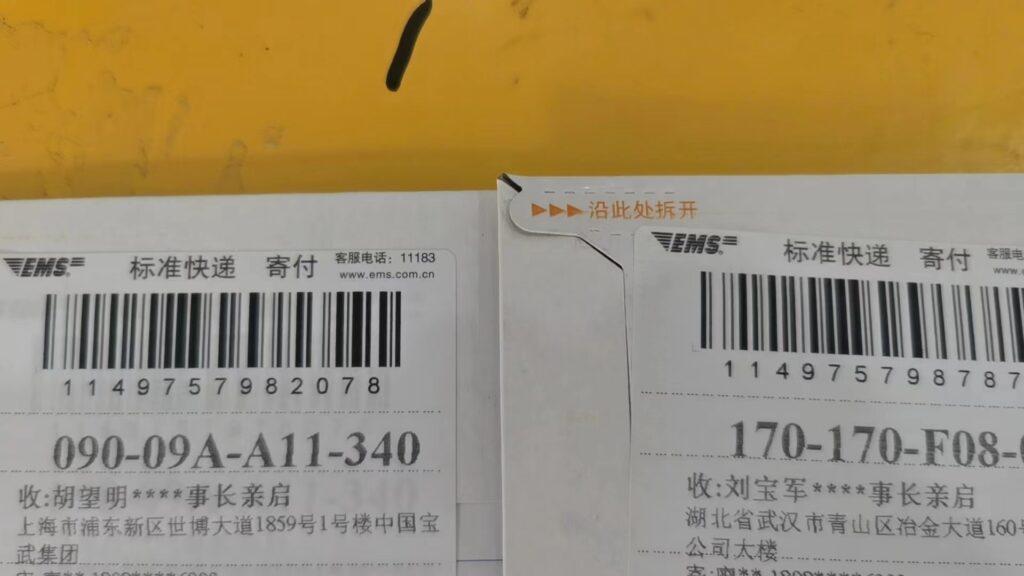 ▶▶▶沿此处拆开
EMS 标准快递 寄付 客服电话：11183
www.ems.com.cn
1149757982078
090-09A-A11-340
收:胡望明****事长亲启
上海市浦东新区世博大道1859号1号楼中国宝
武集团
EMS 标准快递 寄付 客服电
www.
114975798787
170-170-F08-
收:刘宝军****事长亲启
湖北省武汉市青山区冶金大道160号
公司大楼